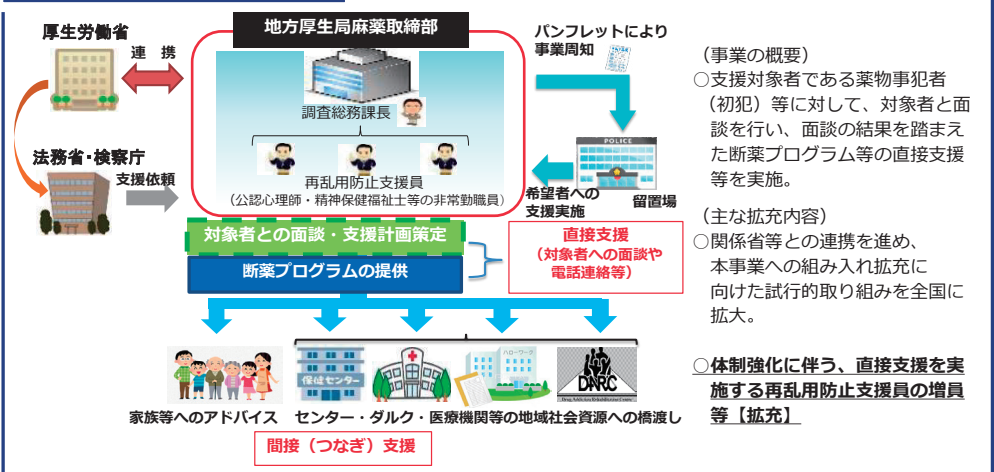 厚生労働省
連 携
地方厚生局麻薬取締部
調査総務課長
再乱用防止支援員
（公認心理師・精神保健福祉士等の非常勤職員）
法務省・検察庁
支援依頼
パンフレットにより
事業周知
POLICE
留置場
希望者への
支援実施
対象者との面談・支援計画策定
断薬プログラムの提供
直接支援
（対象者への面談や
電話連絡等）
家族等へのアドバイス
保健センター
ハローワーク
DARC
Drug Addiction Rehabilitation Center
センター・ダルク・医療機関等の地域社会資源への橋渡し
間接（つなぎ）支援
（事業の概要）
○支援対象者である薬物事犯者
（初犯）等に対して、対象者と面
談を行い、面談の結果を踏まえ
た断薬プログラム等の直接支援
等を実施。
（主な拡充内容）
○関係省等との連携を進め、
本事業への組み入れ拡充に
向けた試行的取り組みを全国に
拡大。
○体制強化に伴う、直接支援を実
施する再乱用防止支援員の増員
等【拡充】